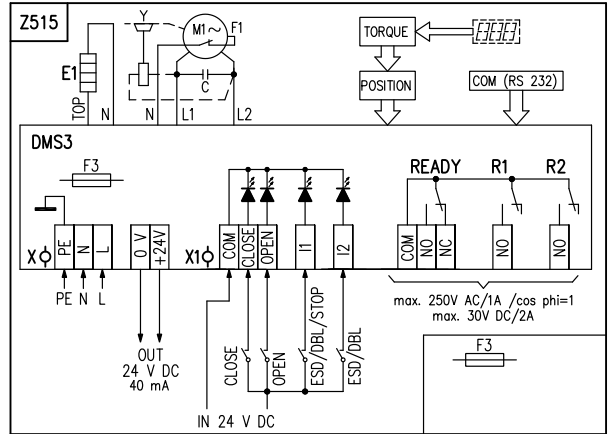 Z515
Y
M1~
F1
TORQUE
E1
C
POSITION
COM (RS 232)
TOP
N
N
L1
L2
DMS3
F3
READY
R1
R2
X
PE
N
L
0 V
+24V
X1
COM
CLOSE
OPEN
I1
I2
COM
NO
NC
NO
NO
PE N L
OUT
24 V DC
40 mA
CLOSE
OPEN
ESD/DBL/STOP
ESD/DBL
IN 24 V DC
max. 250V AC/1A /cos phi=1
max. 30V DC/2A
F3